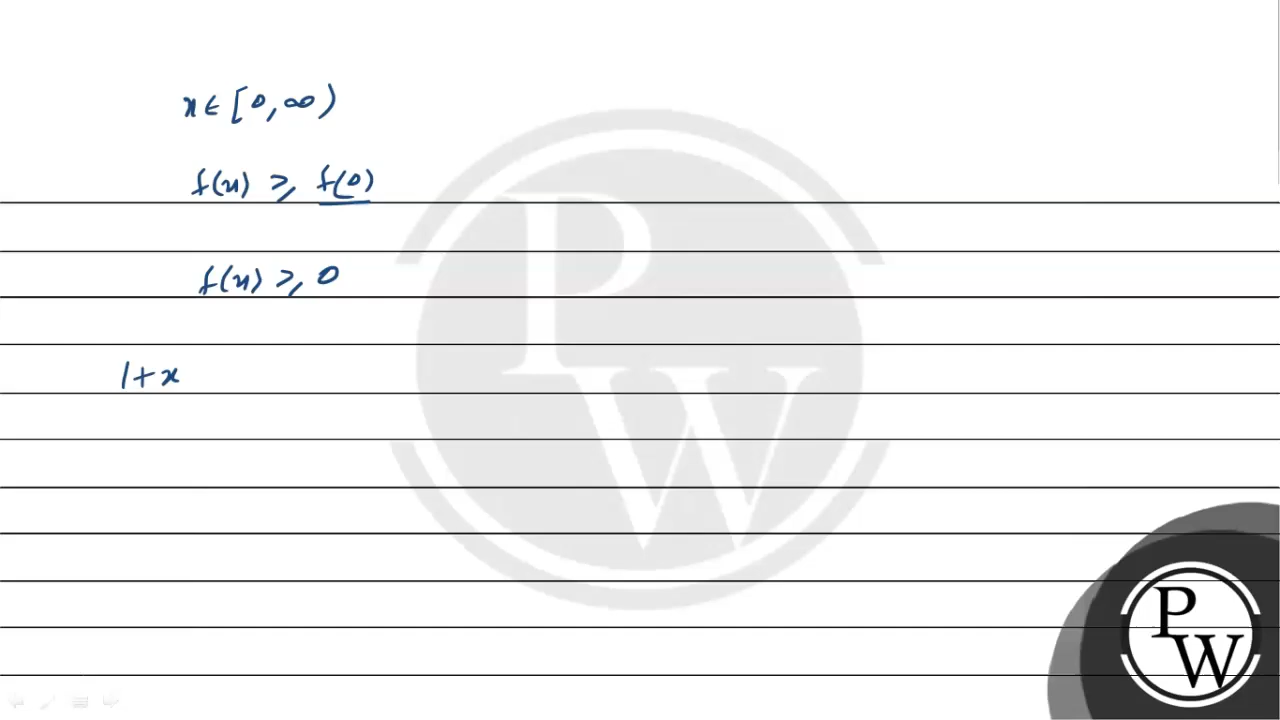 x ∈ [0, ∞)
f(x) ≥ f(0)
f(x) ≥ 0
1 + x
P
W
P
W